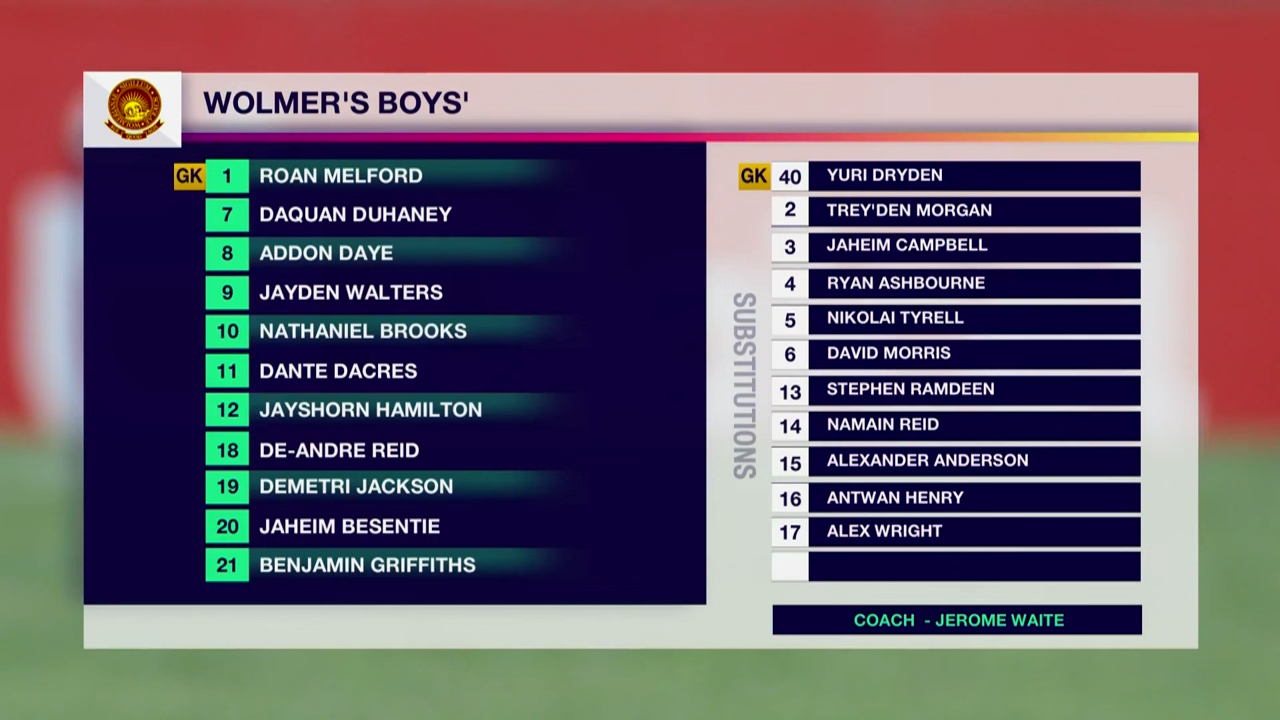 WOLMER'S BOYS'
GK 1 ROAN MELFORD
7 DAQUAN DUHANEY
8 ADDON DAYE
9 JAYDEN WALTERS
10 NATHANIEL BROOKS
11 DANTE DACRES
12 JAYSHORN HAMILTON
18 DE-ANDRE REID
19 DEMETRI JACKSON
20 JAHEIM BESENTIE
21 BENJAMIN GRIFFITHS
SUBSTITUTIONS
GK 40 YURI DRYDEN
2 TREY'DEN MORGAN
3 JAHEIM CAMPBELL
4 RYAN ASHBOURNE
5 NIKOLAI TYRELL
6 DAVID MORRIS
13 STEPHEN RAMDEEN
14 NAMAIN REID
15 ALEXANDER ANDERSON
16 ANTWAN HENRY
17 ALEX WRIGHT
COACH - JEROME WAITE